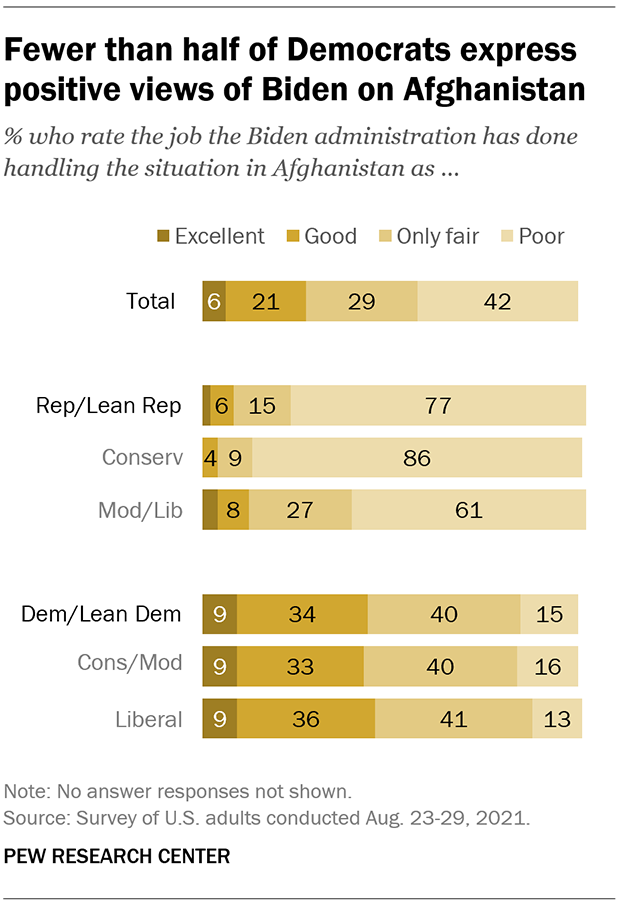 Fewer than half of Democrats express
positive views of Biden on Afghanistan
% who rate the job the Biden administration has done
handling the situation in Afghanistan as ...
Excellent Good Only fair Poor
Total 6 21 29 42
Rep/Lean Rep 6 15 77
Conserv 4 9 86
Mod/Lib 8 27 61
Dem/Lean Dem 9 34 40 15
Cons/Mod 9 33 40 16
Liberal 9 36 41 13
Note: No answer responses not shown.
Source: Survey of U.S. adults conducted Aug. 23-29, 2021.
PEW RESEARCH CENTER